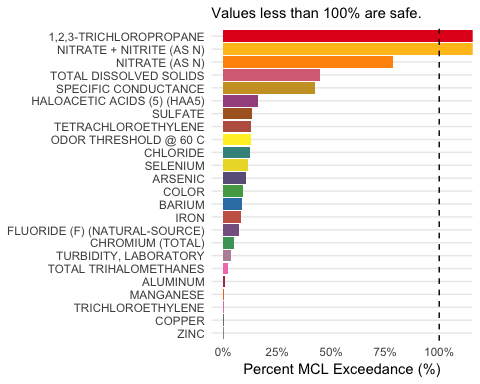 Values less than 100% are safe.
1,2,3-TRICHLOROPROPANE
NITRATE + NITRITE (AS N)
NITRATE (AS N)
TOTAL DISSOLVED SOLIDS
SPECIFIC CONDUCTANCE
HALOACETIC ACIDS (5) (HAA5)
SULFATE
TETRACHLOROETHYLENE
ODOR THRESHOLD @ 60 C
CHLORIDE
SELENIUM
ARSENIC
COLOR
BARIUM
IRON
FLUORIDE (F) (NATURAL-SOURCE)
CHROMIUM (TOTAL)
TURBIDITY, LABORATORY
TOTAL TRIHALOMETHANES
ALUMINUM
MANGANESE
TRICHLOROETHYLENE
COPPER
ZINC
0% 25% 50% 75% 100%
Percent MCL Exceedance (%)